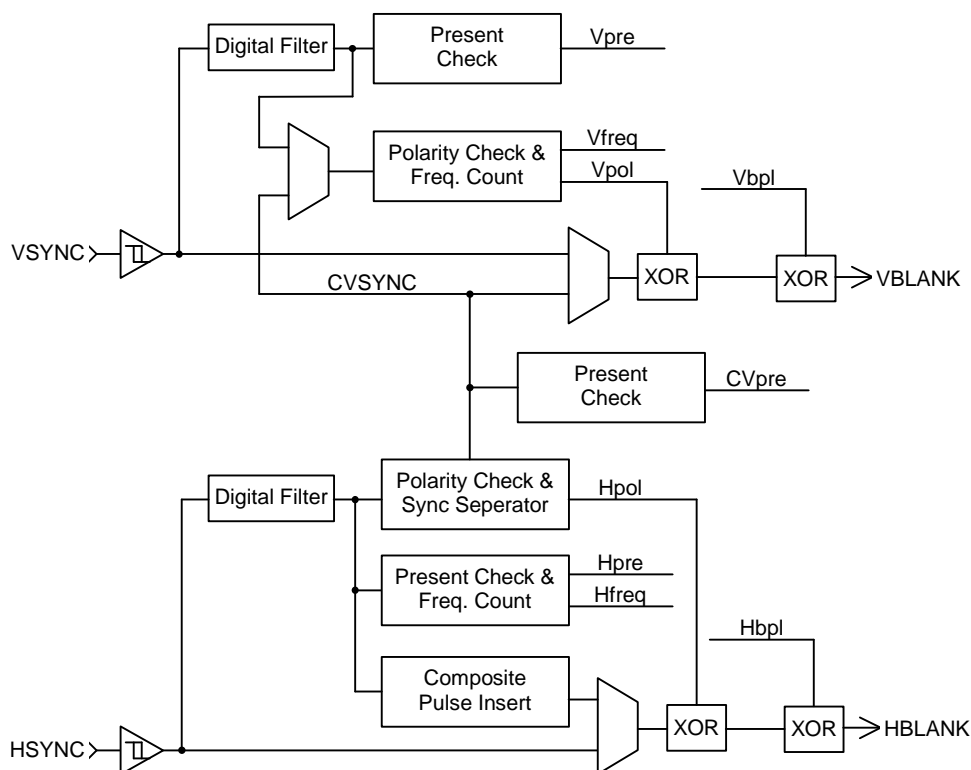 Digital Filter
Present
Check
Vpre
Polarity Check &
Freq. Count
Vfreq
Vpol
Vbpl
VSYNC
XOR
XOR
VBLANK
CVSYNC
Present
Check
CVpre
Digital Filter
Polarity Check &
Sync Seperator
Hpol
Present Check &
Freq. Count
Hpre
Hfreq
Hbpl
Composite
Pulse Insert
HSYNC
XOR
XOR
HBLANK